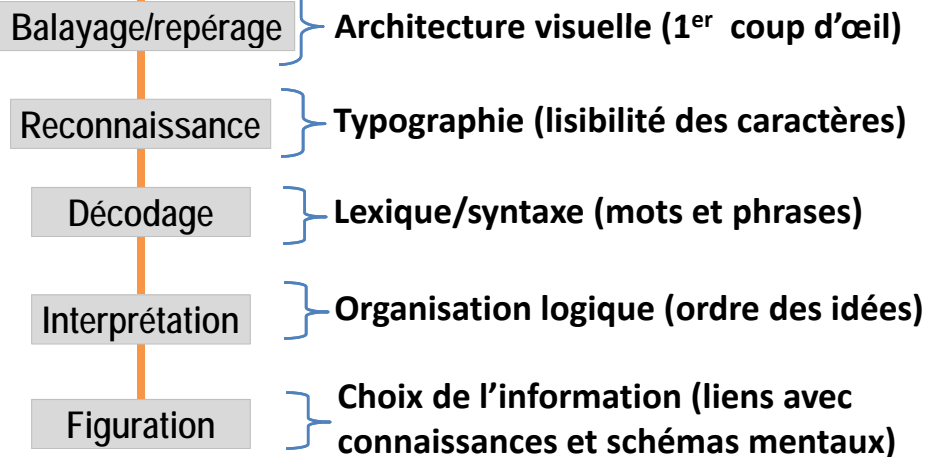 Balayage/repérage
Architecture visuelle (1er coup d’œil)
Reconnaissance
Typographie (lisibilité des caractères)
Décodage
Lexique/syntaxe (mots et phrases)
Interprétation
Organisation logique (ordre des idées)
Figuration
Choix de l’information (liens avec
connaissances et schémas mentaux)